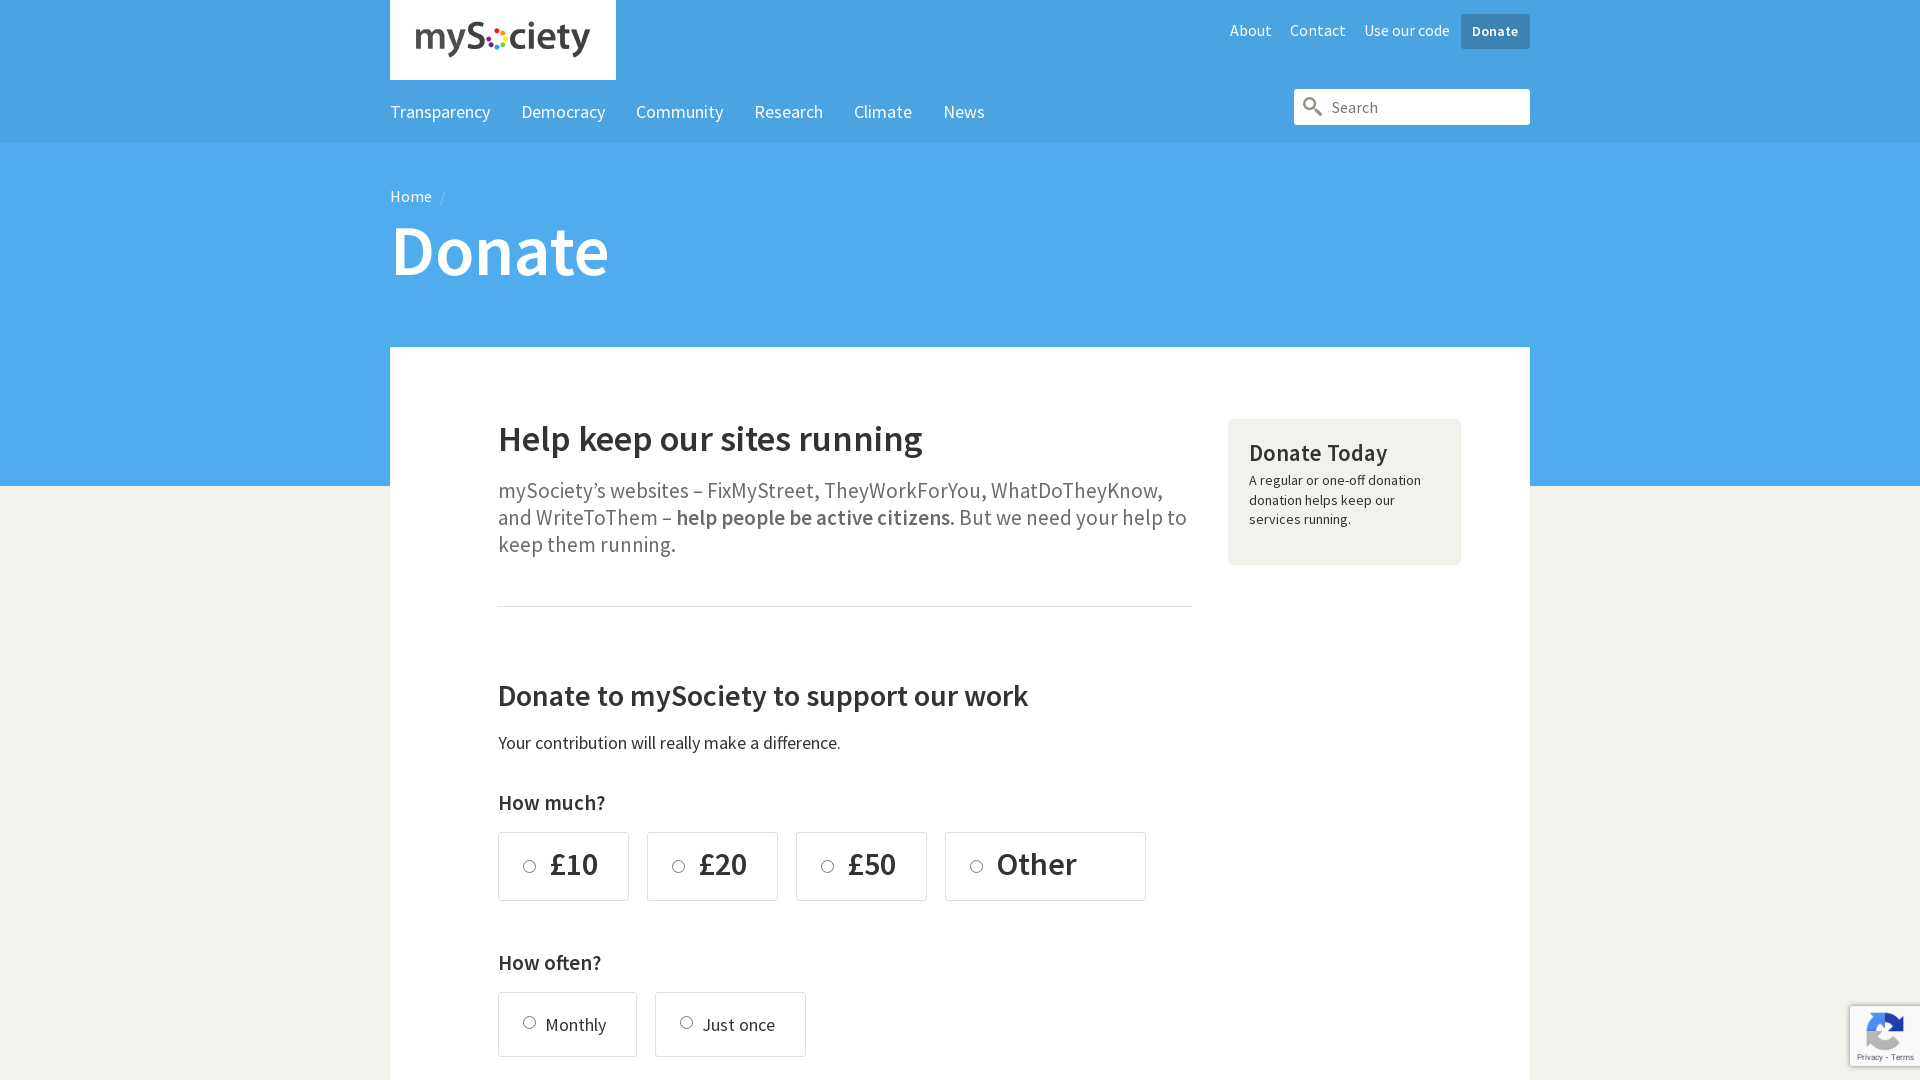 mySociety
About Contact Use our code Donate
Transparency Democracy Community Research Climate News
Search
Home /
Donate
Help keep our sites running
mySociety’s websites – FixMyStreet, TheyWorkForYou, WhatDoTheyKnow,
and WriteToThem – help people be active citizens. But we need your help to
keep them running.
Donate Today
A regular or one-off donation
donation helps keep our
services running.
Donate to mySociety to support our work
Your contribution will really make a difference.
How much?
£10 £20 £50 Other
How often?
Monthly Just once
Privacy - Terms